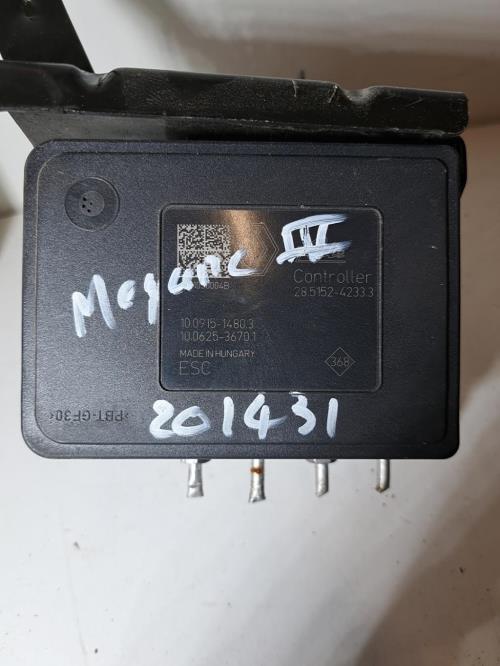 Megane IV
Controller
28.5152-4233.3
10.0915-1480.3
10.0625-3670.1
MADE IN HUNGARY
ESC
368
>PBT-GF30<
201431